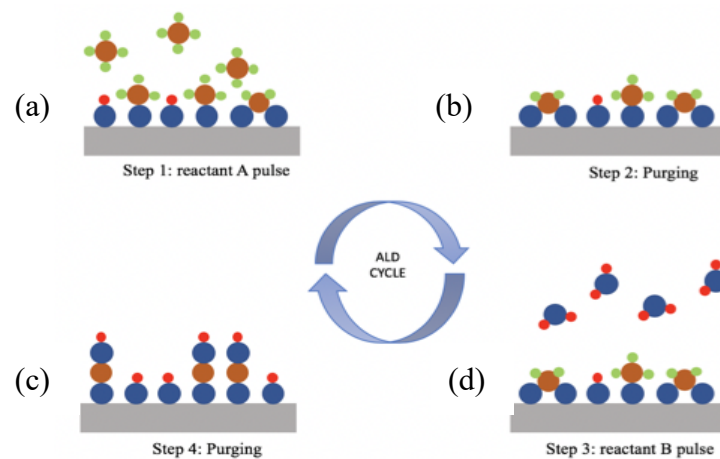 (a)
Step 1: reactant A pulse
(b)
Step 2: Purging
ALD
CYCLE
(c)
Step 4: Purging
(d)
Step 3: reactant B pulse